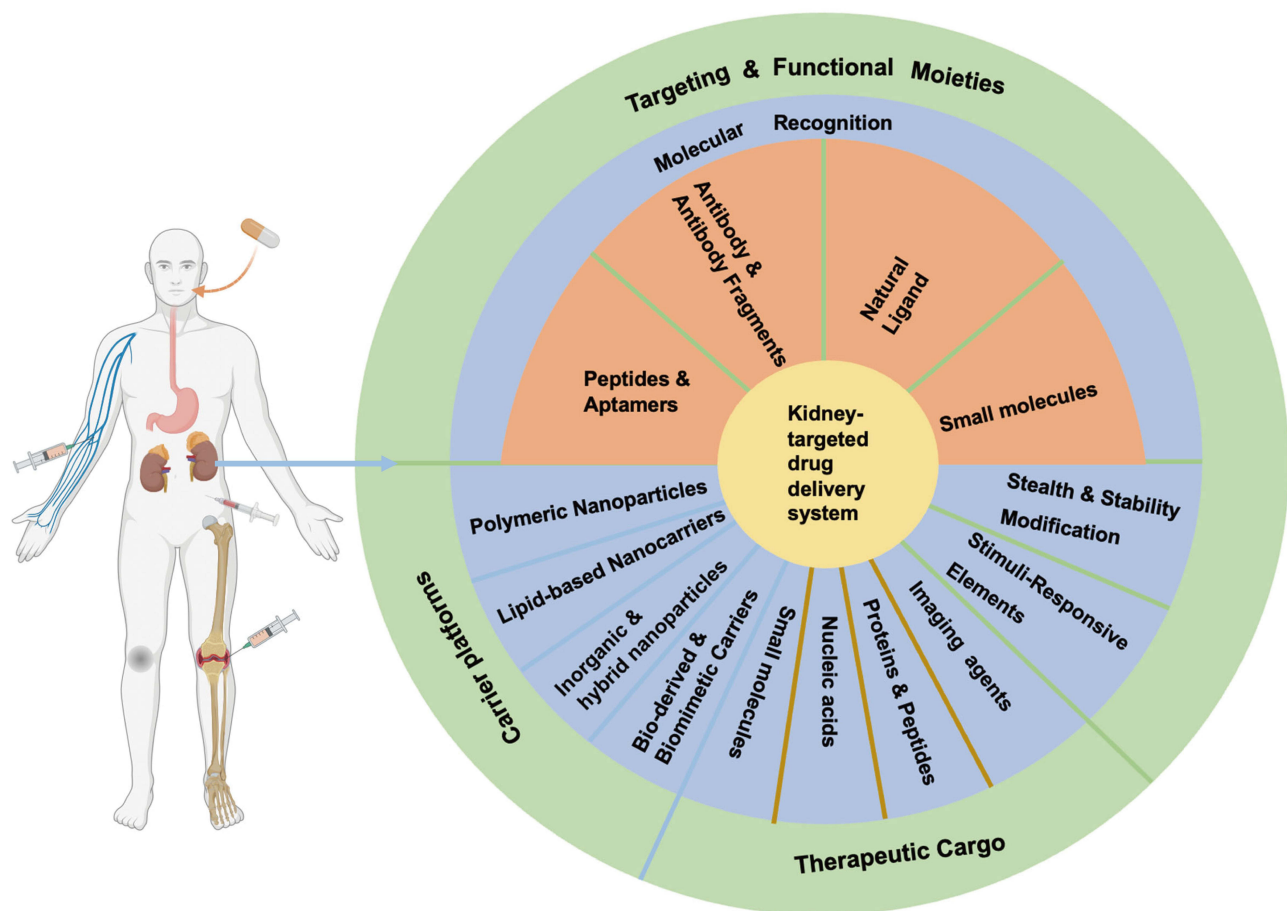 Targeting & Functional Moieties
Molecular Recognition
Antibody &
Antibody Fragments
Natural
Ligand
Peptides &
Aptamers
Small molecules
Kidney-
targeted
drug
delivery
system
Polymeric Nanoparticles
Lipid-based Nanocarriers
Inorganic &
hybrid nanoparticles
Bio-derived &
Biomimetic Carriers
Small molecules
Nucleic acids
Proteins & Peptides
Imaging agents
Stimuli-Responsive
Elements
Stealth & Stability
Modification
Carrier platforms
Therapeutic Cargo